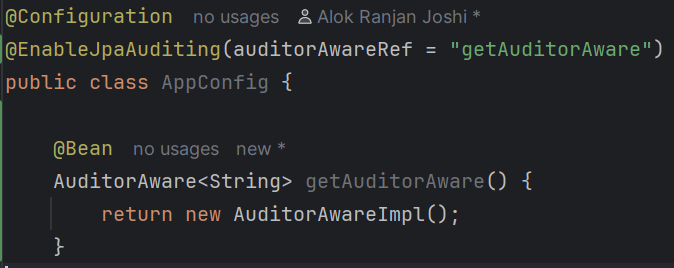 @Configuration no usages Alok Ranjan Joshi *
@EnableJpaAuditing(auditorAwareRef = "getAuditorAware")
public class AppConfig {
@Bean no usages new *
AuditorAware<String> getAuditorAware() {
return new AuditorAwareImpl();
}